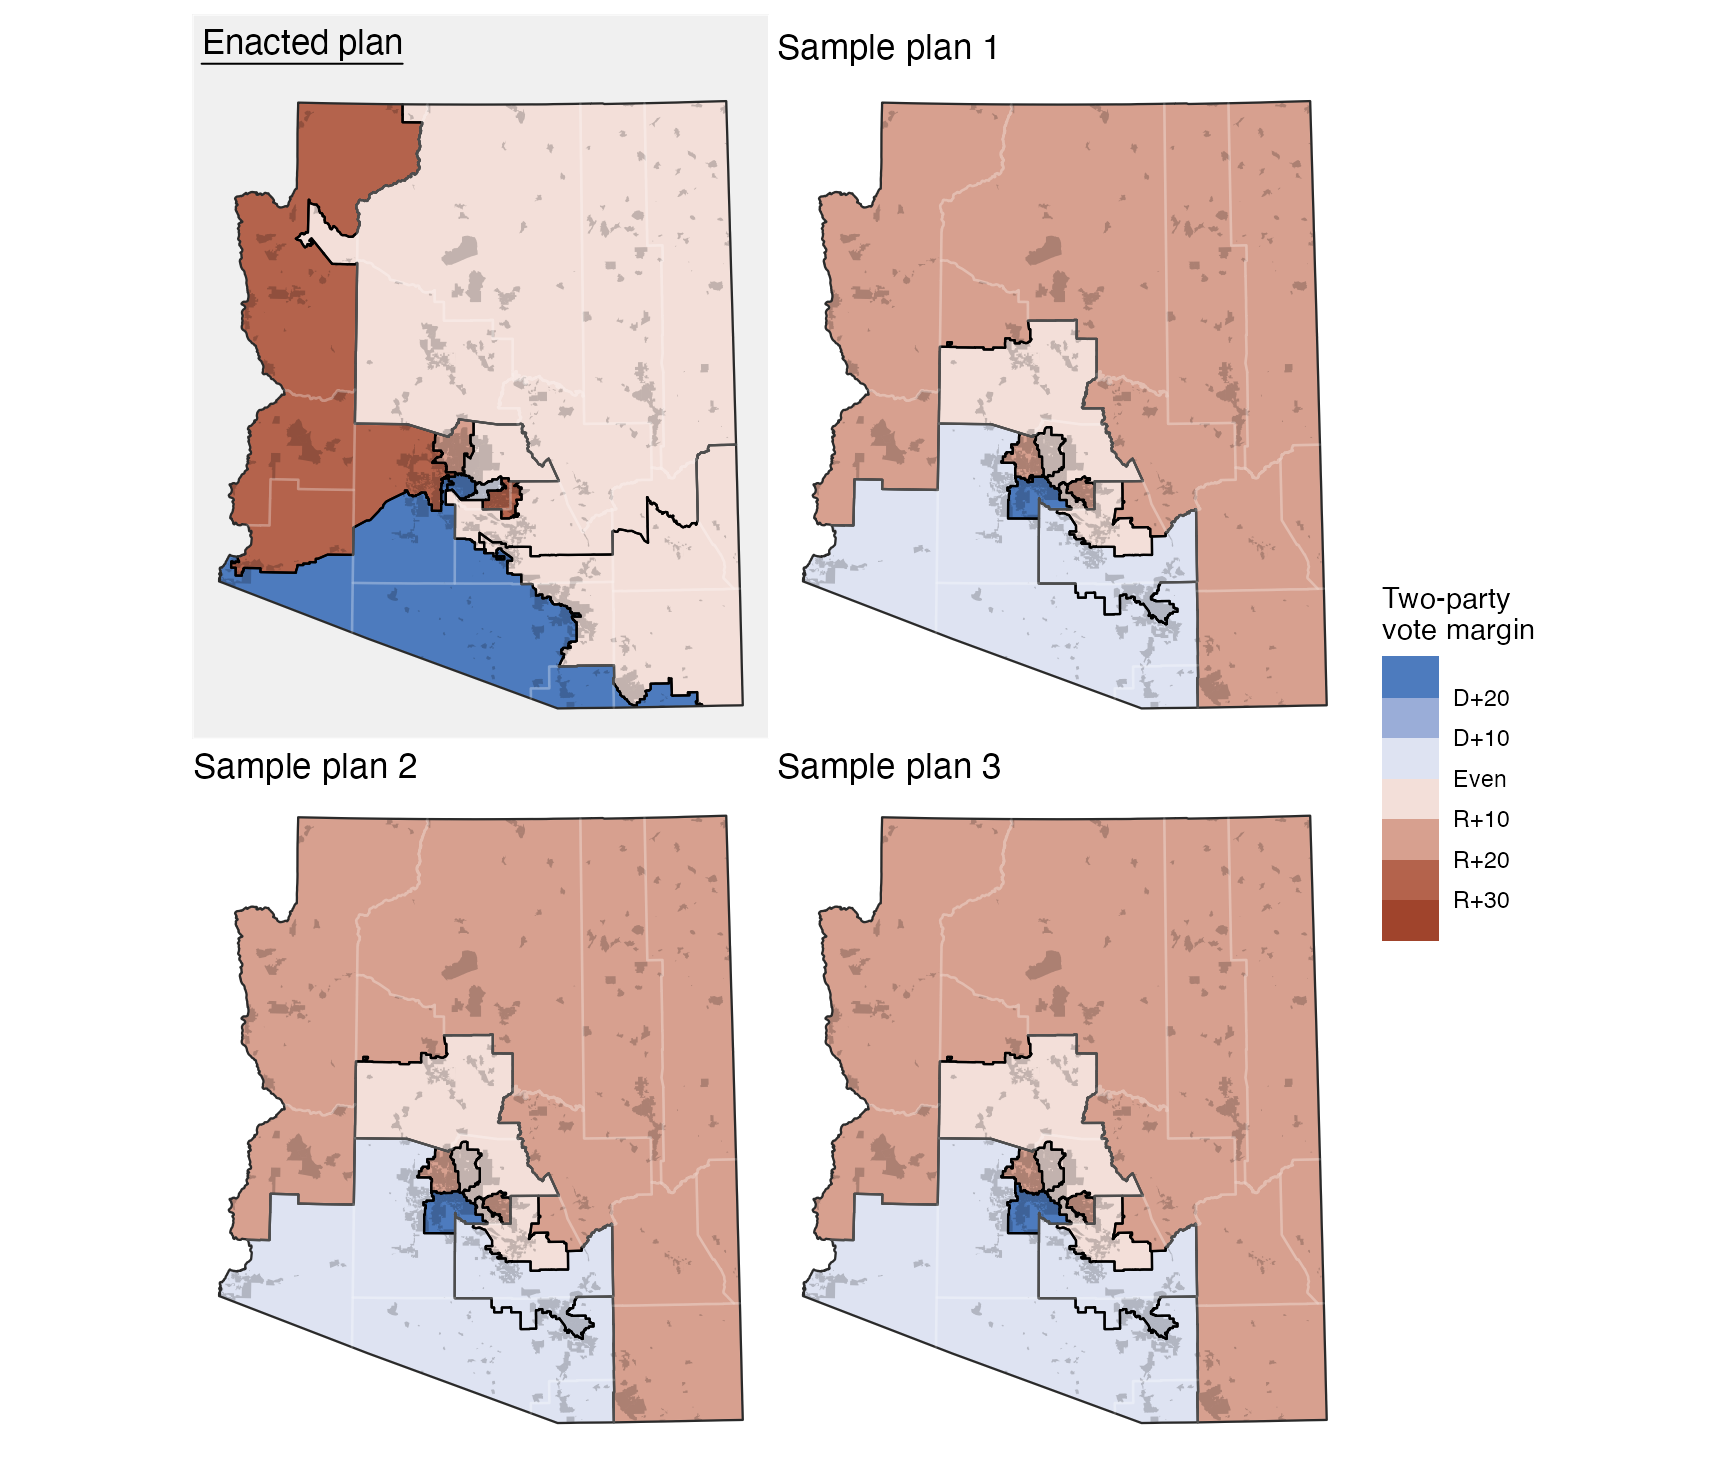 Enacted plan
Sample plan 1
Sample plan 2
Sample plan 3
Two-party
vote margin
D+20
D+10
Even
R+10
R+20
R+30